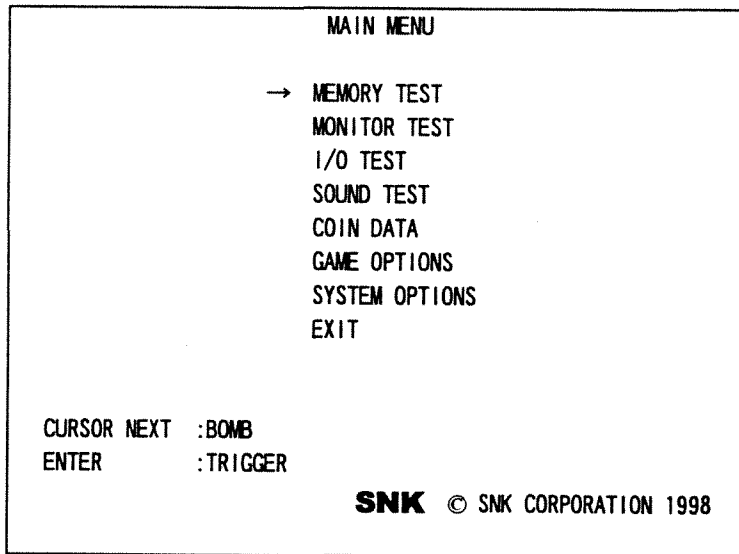 MAIN MENU
→ MEMORY TEST
MONITOR TEST
I/O TEST
SOUND TEST
COIN DATA
GAME OPTIONS
SYSTEM OPTIONS
EXIT
CURSOR NEXT :BOMB
ENTER :TRIGGER
SNK © SNK CORPORATION 1998